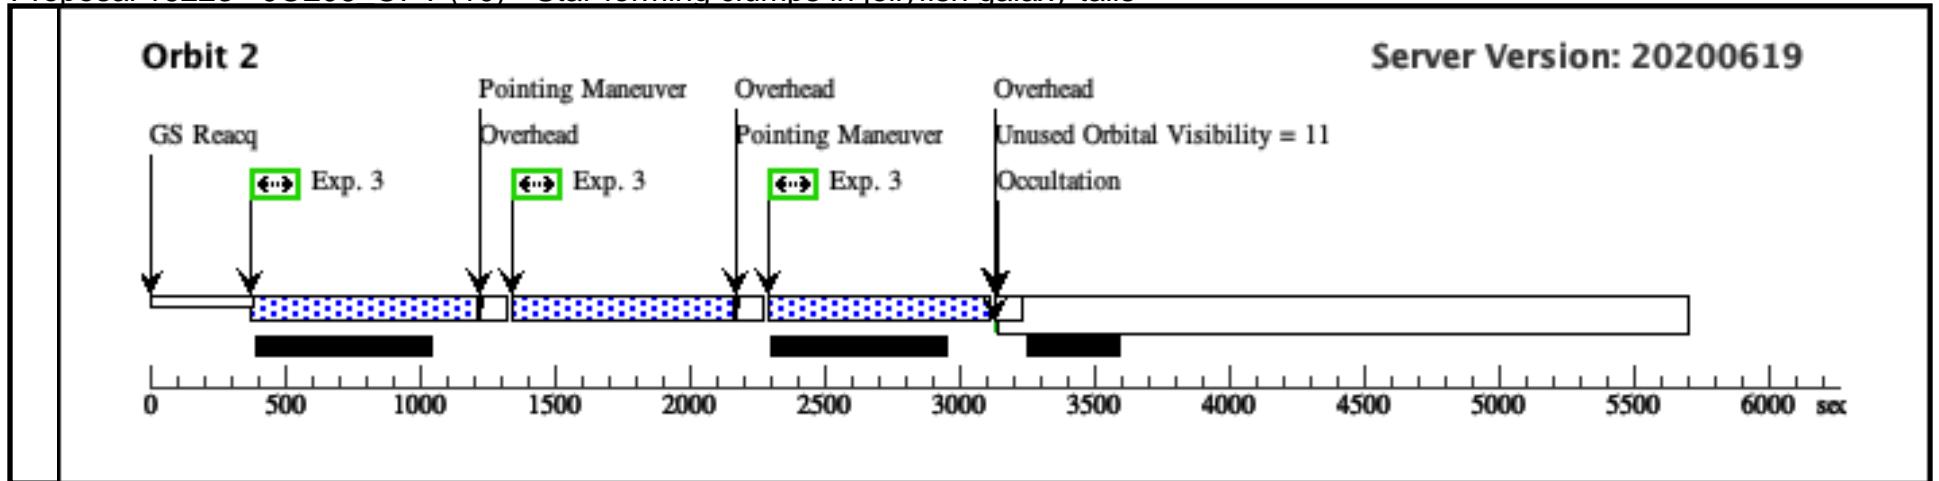 Orbit 2
Server Version: 20200619
Pointing Maneuver Overhead Overhead
GS Reacq Overhead Pointing Maneuver Unused Orbital Visibility = 11
Exp. 3 Exp. 3 Exp. 3 Occultation
0 500 1000 1500 2000 2500 3000 3500 4000 4500 5000 5500 6000 sec